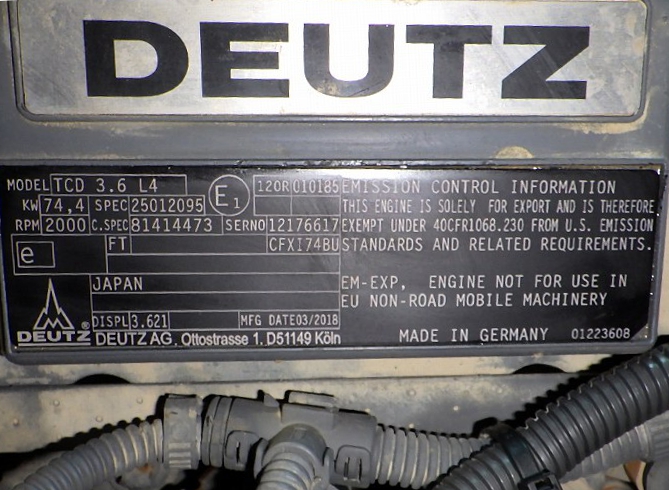 DEUTZ
MODEL TCD 3.6 L4
KW 74,4 SPEC 25012095
RPM 2000 C.SPEC 81414473 SERNO 12176617
E1 120R 010185
e FT CFXI74BU
JAPAN
DISPL 3.621 MFG DATE 03/2018
DEUTZ®
DEUTZ AG, Ottostrasse 1, D51149 Köln
EMISSION CONTROL INFORMATION
THIS ENGINE IS SOLELY FOR EXPORT AND IS THEREFORE
EXEMPT UNDER 40CFR1068.230 FROM U.S. EMISSION
STANDARDS AND RELATED REQUIREMENTS.
EM-EXP, ENGINE NOT FOR USE IN
EU NON-ROAD MOBILE MACHINERY
MADE IN GERMANY 01223608